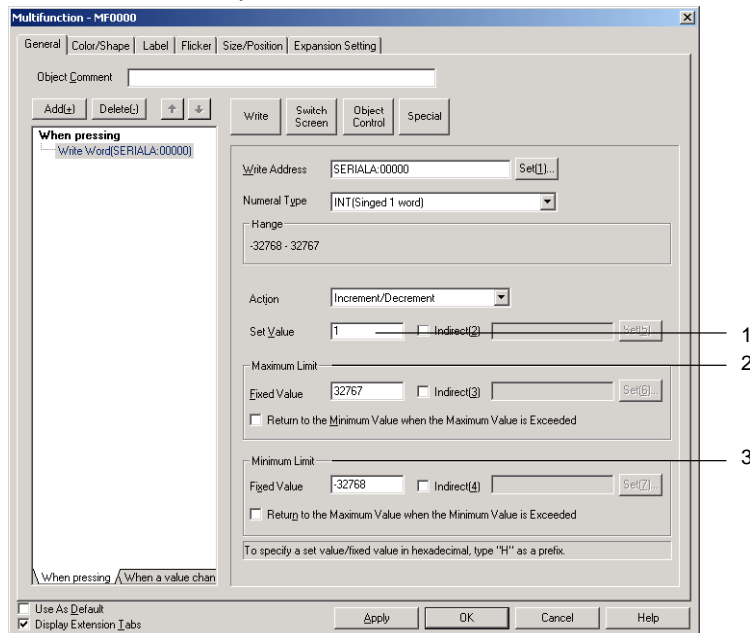 Multifunction - MF0000
General Color/Shape Label Flicker Size/Position Expansion Setting
Object Comment
Add(+) Delete(-) Write Switch Screen Object Control Special
When pressing
Write Word(SERIALA:00000)
Write Address SERIALA:00000 Set(1)...
Numeral Type INT(Singed 1 word)
Range
-32768 - 32767
Action Increment/Decrement
Set Value 1 Indirect(2) Set(5)... 1
Maximum Limit 2
Fixed Value 32767 Indirect(3) Set(6)...
Return to the Minimum Value when the Maximum Value is Exceeded
Minimum Limit 3
Fixed Value -32768 Indirect(4) Set(7)...
Return to the Maximum Value when the Minimum Value is Exceeded
To specify a set value/fixed value in hexadecimal, type "H" as a prefix.
When pressing When a value chan
Use As Default
Display Extension Tabs Apply OK Cancel Help